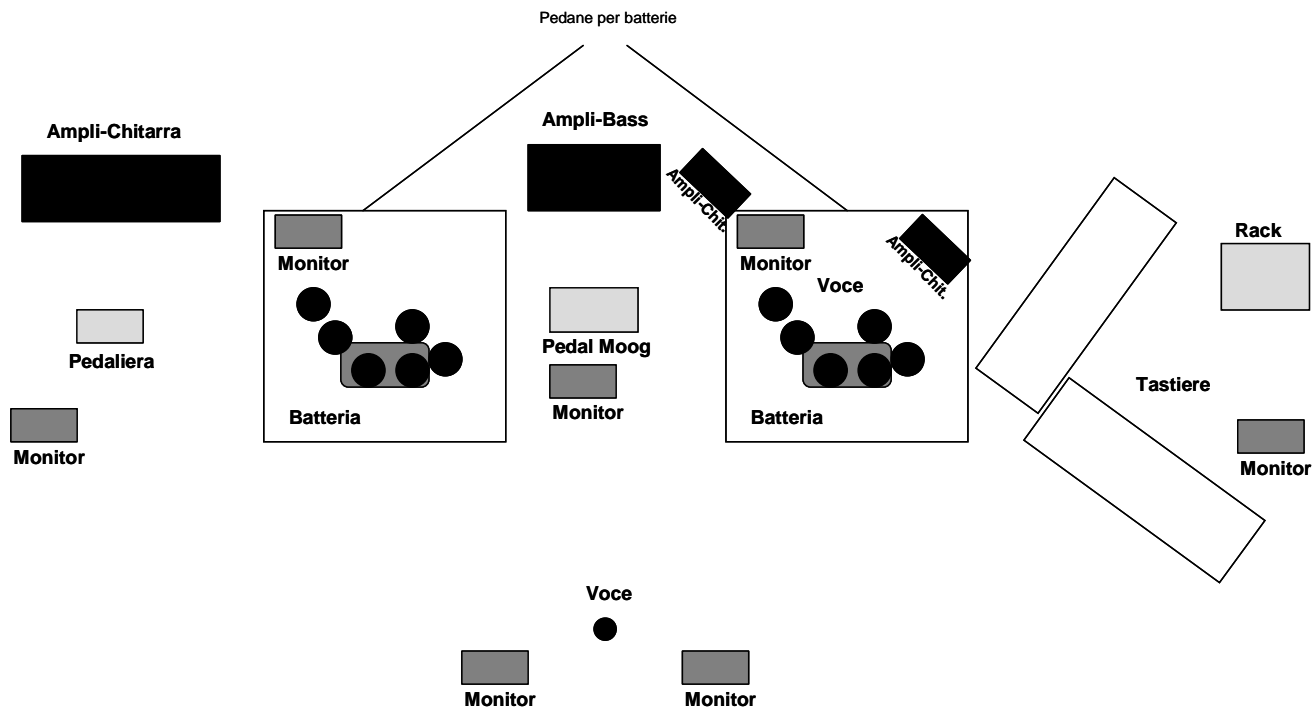 Pedane per batterie
Ampli-Chitarra
Ampli-Bass
Ampli-Chit.
Ampli-Chit.
Rack
Monitor
Monitor
Voce
Pedaliera
Pedal Moog
Tastiere
Batteria
Monitor
Batteria
Monitor
Monitor
Voce
Monitor
Monitor